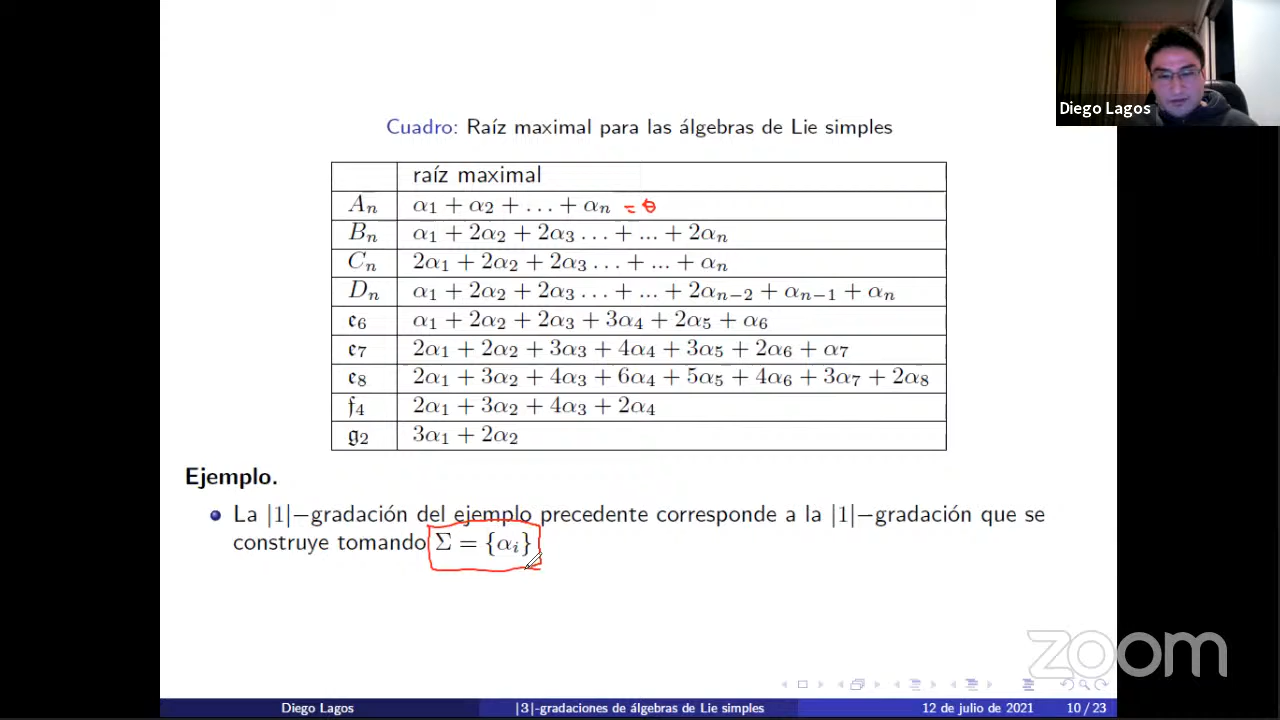 Diego Lagos
Cuadro: Raíz maximal para las álgebras de Lie simples
raíz maximal
Aₙ α₁ + α₂ + … + αₙ = θ
Bₙ α₁ + 2α₂ + 2α₃ … + ... + 2αₙ
Cₙ 2α₁ + 2α₂ + 2α₃ … + ... + αₙ
Dₙ α₁ + 2α₂ + 2α₃ … + ... + 2αₙ₋₂ + αₙ₋₁ + αₙ
𝔢₆ α₁ + 2α₂ + 2α₃ + 3α₄ + 2α₅ + α₆
𝔢₇ 2α₁ + 2α₂ + 3α₃ + 4α₄ + 3α₅ + 2α₆ + α₇
𝔢₈ 2α₁ + 3α₂ + 4α₃ + 6α₄ + 5α₅ + 4α₆ + 3α₇ + 2α₈
𝔣₄ 2α₁ + 3α₂ + 4α₃ + 2α₄
𝔤₂ 3α₁ + 2α₂
Ejemplo.
La |1|−gradación del ejemplo precedente corresponde a la |1|−gradación que se
construye tomando Σ = {αᵢ}
zoom
Diego Lagos |3|-gradaciones de álgebras de Lie simples 12 de julio de 2021 10 / 23